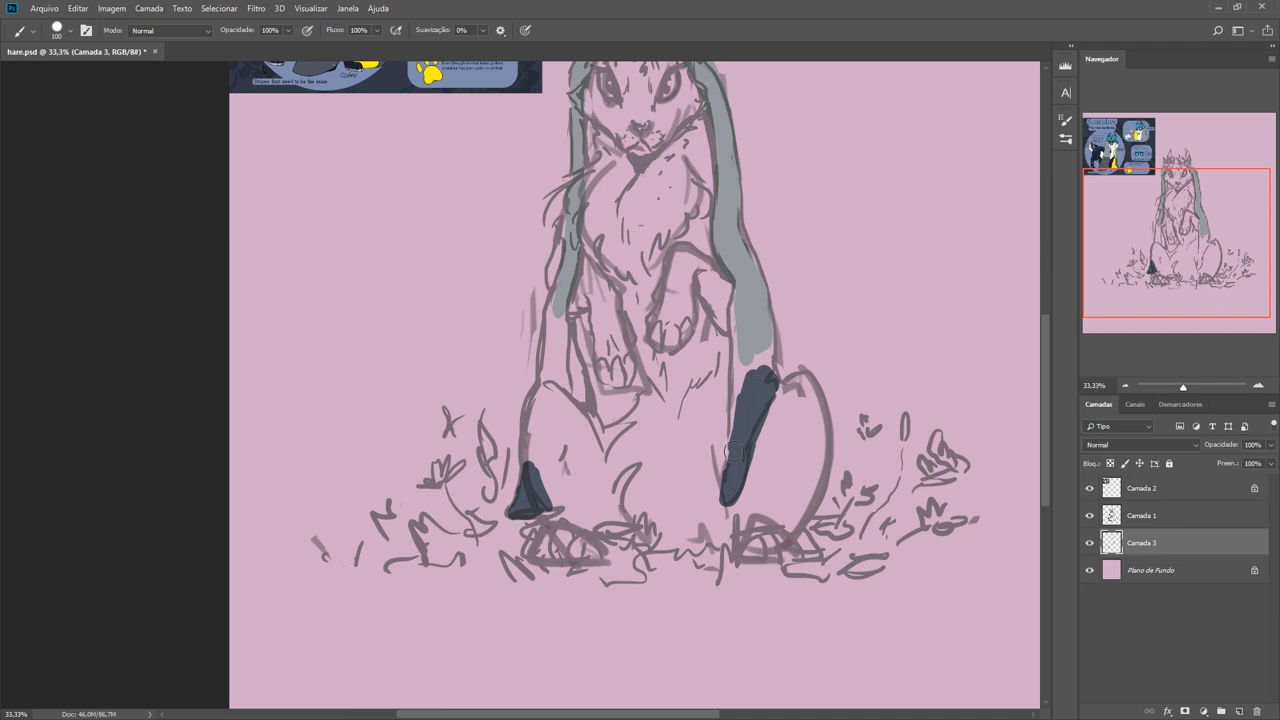 Arquivo Editar Imagem Camada Texto Selecionar Filtro 3D Visualizar Janela Ajuda
100 Modo: Normal Opacidade: 100% Fluxo: 100% Suavização: 0%
hare.psd @ 33,3% (Camada 3, RGB/8#) * ×
Navegador
33,33%
Camadas Canais Demarcadores
Tipo
Normal Opacidade: 100%
Bloq.: Preen.: 100%
Camada 2
Camada 1
Camada 3
Plano de Fundo
33,33% Doc: 46,0M/86,7M